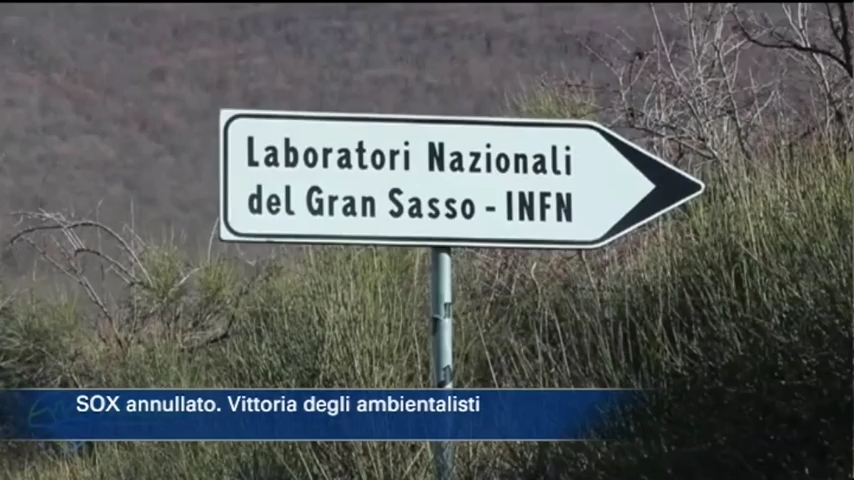 Laboratori Nazionali
del Gran Sasso - INFN
SOX annullato. Vittoria degli ambientalisti